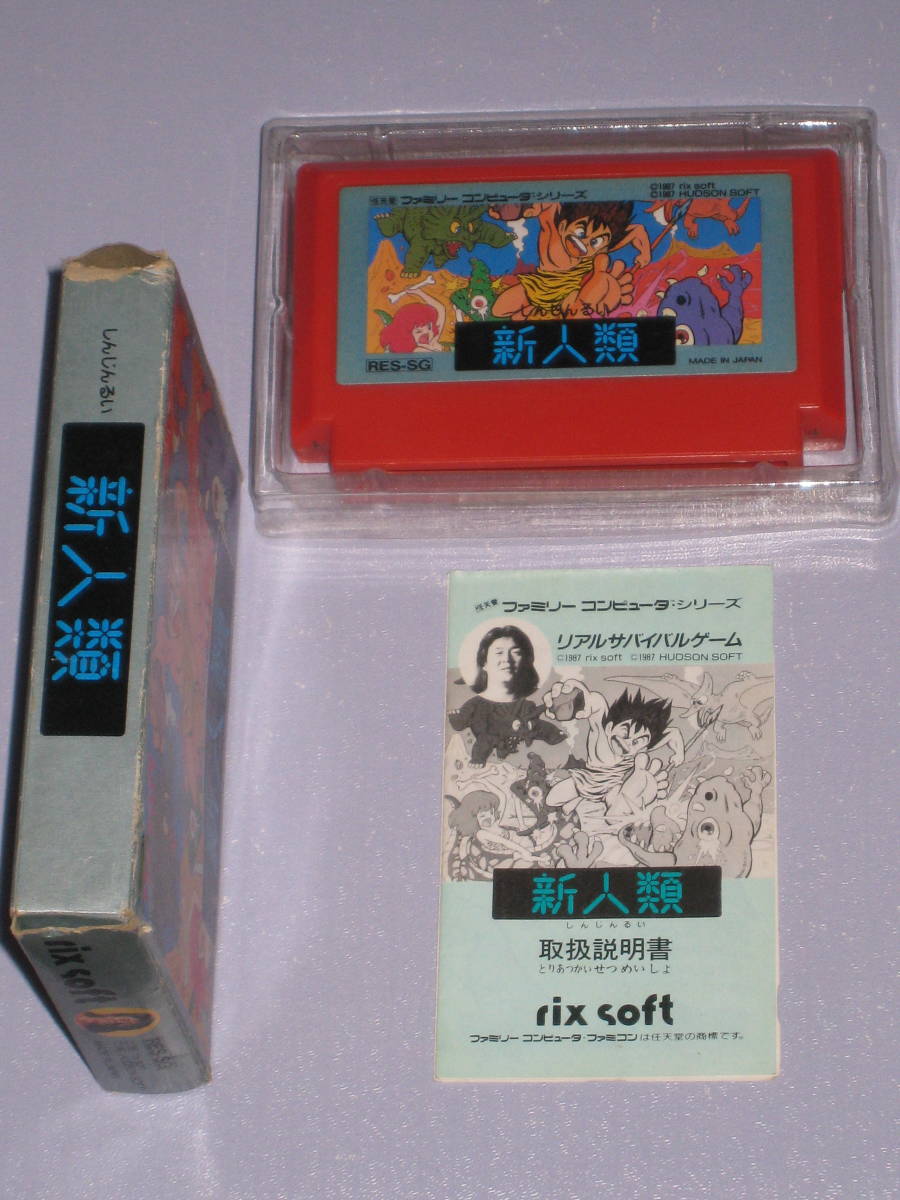 任天堂 ファミリー コンピュータ・シリーズ
©1987 rix soft
©1987 HUDSON SOFT
しんじんるい
新人類
RES-SG
MADE IN JAPAN
しんじんるい
新人類
rix soft
RES-SG
任天堂 ファミリー コンピュータ・シリーズ
リアルサバイバルゲーム
©1987 rix soft ©1987 HUDSON SOFT
新人類
しんじんるい
取扱説明書
とりあつかいせつめいしょ
rix soft
ファミリー コンピュータ・ファミコンは任天堂の商標です。